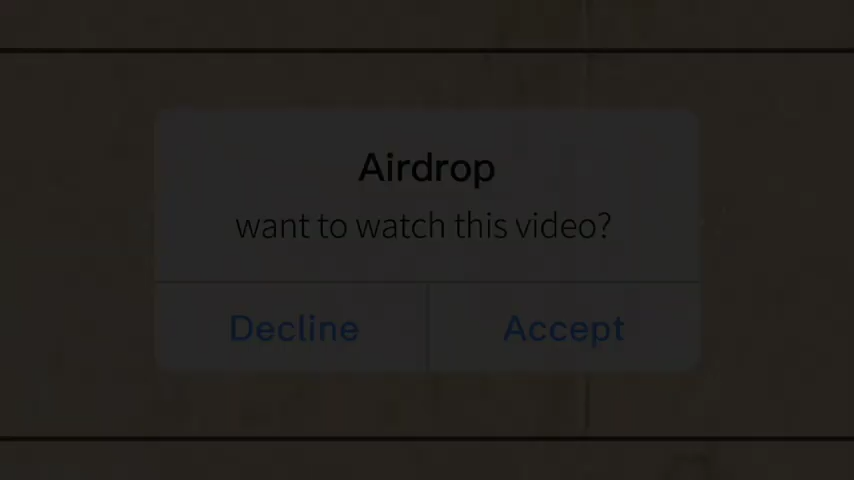 Airdrop
want to watch this video?
Decline
Accept